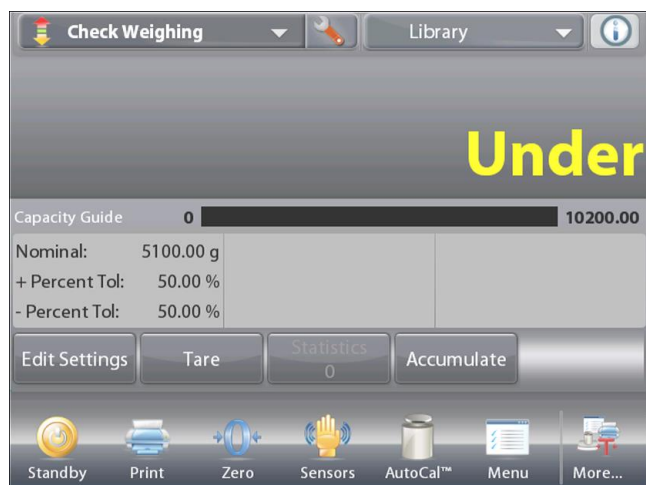 Check Weighing Library
Under
Capacity Guide 0 10200.00
Nominal: 5100.00 g
+ Percent Tol: 50.00 %
- Percent Tol: 50.00 %
Edit Settings Tare Statistics 0 Accumulate
Standby Print Zero Sensors AutoCal™ Menu More...